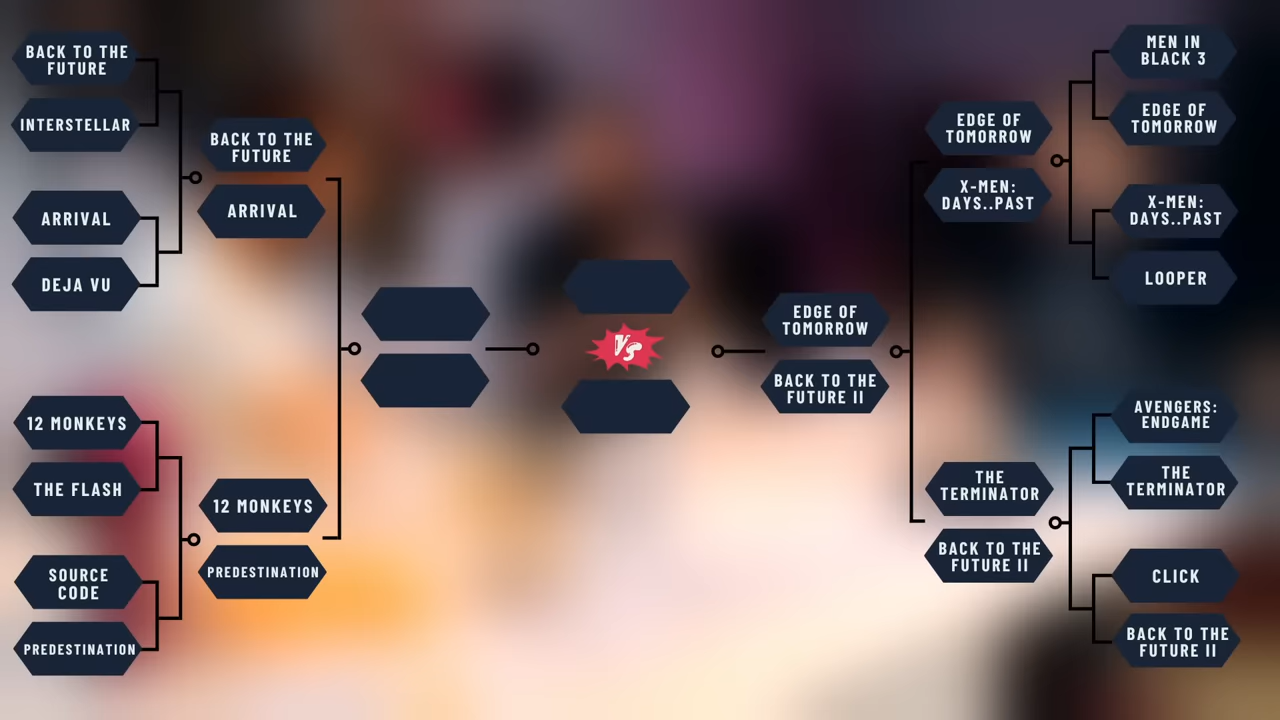 BACK TO THE
FUTURE
INTERSTELLAR
ARRIVAL
DEJA VU
12 MONKEYS
THE FLASH
SOURCE
CODE
PREDESTINATION
BACK TO THE
FUTURE
ARRIVAL
12 MONKEYS
PREDESTINATION
VS
EDGE OF
TOMORROW
BACK TO THE
FUTURE II
EDGE OF
TOMORROW
X-MEN:
DAYS..PAST
THE
TERMINATOR
BACK TO THE
FUTURE II
MEN IN
BLACK 3
EDGE OF
TOMORROW
X-MEN:
DAYS..PAST
LOOPER
AVENGERS:
ENDGAME
THE
TERMINATOR
CLICK
BACK TO THE
FUTURE II